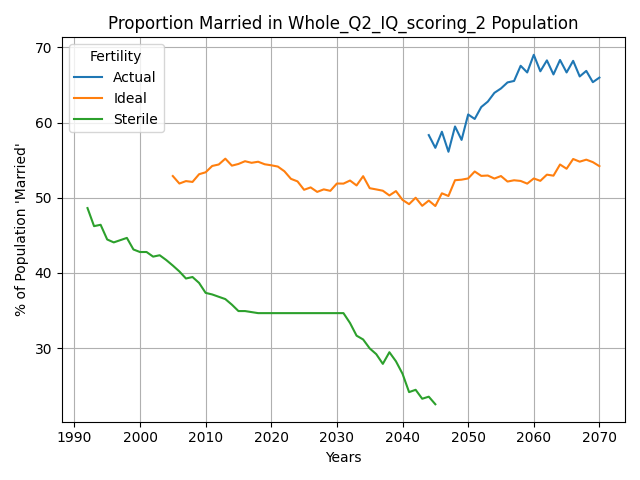 Proportion Married in Whole_Q2_IQ_scoring_2 Population
Fertility
Actual
Ideal
Sterile
% of Population 'Married'
70
60
50
40
30
1990 2000 2010 2020 2030 2040 2050 2060 2070
Years